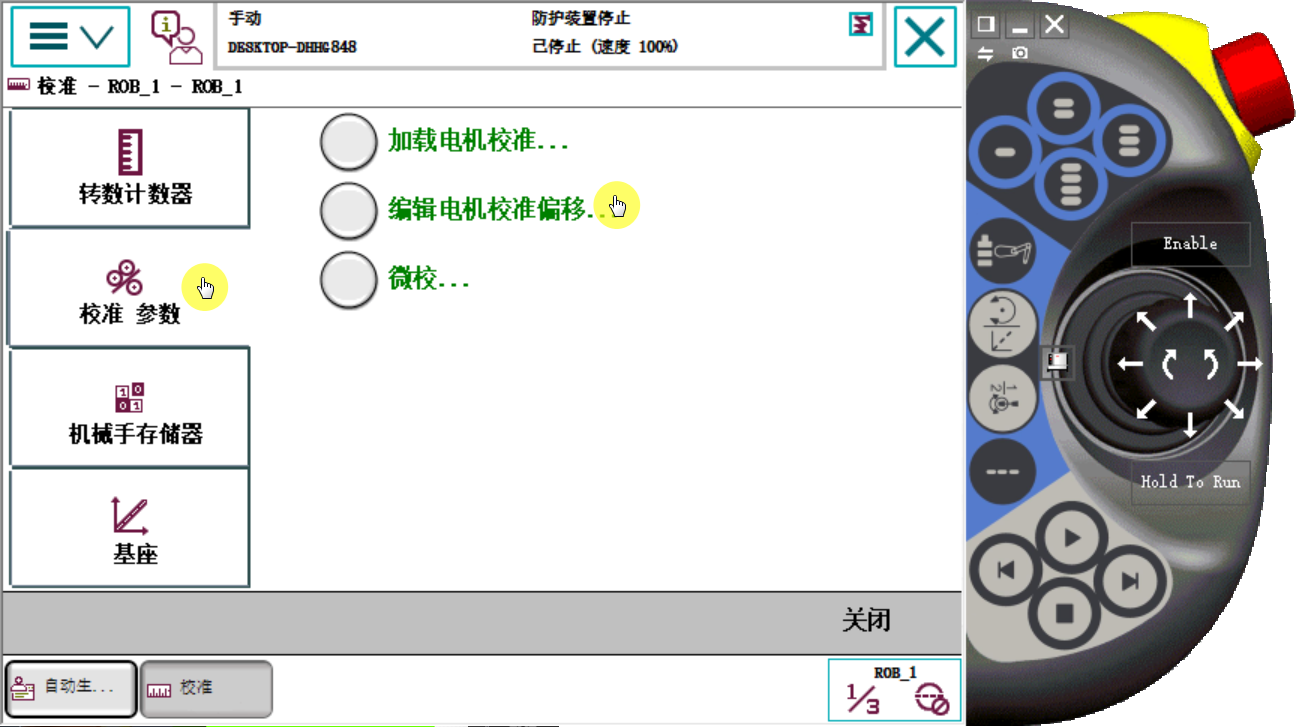 手动
防护装置停止
DESKTOP-DHHG848
已停止 (速度 100%)
校准 - ROB_1 - ROB_1
转数计数器
校准 参数
机械手存储器
基座
加载电机校准...
编辑电机校准偏移...
微校...
关闭
自动生...
校准
ROB_1
1/3
Enable
Hold To Run